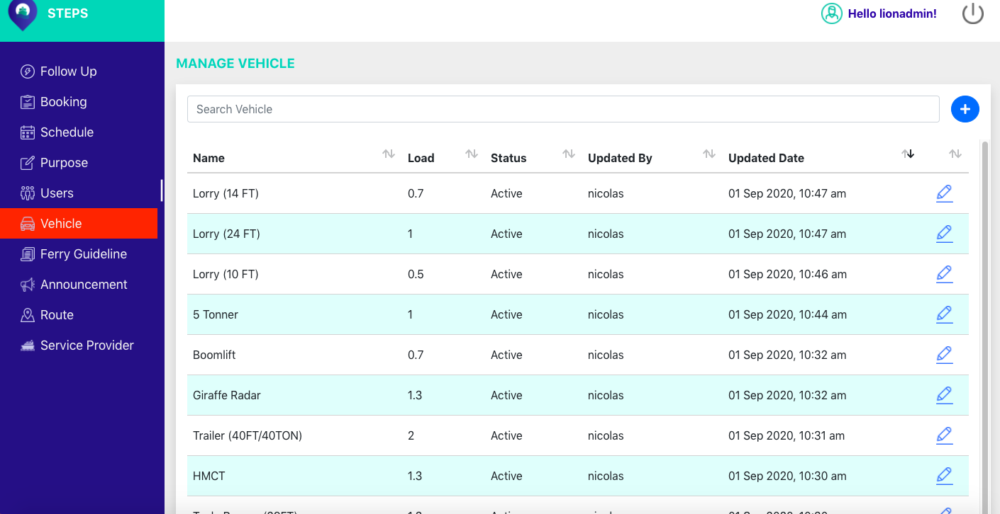 STEPS
Hello lionadmin!
Follow Up
Booking
Schedule
Purpose
Users
Vehicle
Ferry Guideline
Announcement
Route
Service Provider
MANAGE VEHICLE
Search Vehicle
Name Load Status Updated By Updated Date
Lorry (14 FT) 0.7 Active nicolas 01 Sep 2020, 10:47 am
Lorry (24 FT) 1 Active nicolas 01 Sep 2020, 10:47 am
Lorry (10 FT) 0.5 Active nicolas 01 Sep 2020, 10:46 am
5 Tonner 1 Active nicolas 01 Sep 2020, 10:44 am
Boomlift 0.7 Active nicolas 01 Sep 2020, 10:32 am
Giraffe Radar 1.3 Active nicolas 01 Sep 2020, 10:32 am
Trailer (40FT/40TON) 2 Active nicolas 01 Sep 2020, 10:31 am
HMCT 1.3 Active nicolas 01 Sep 2020, 10:30 am